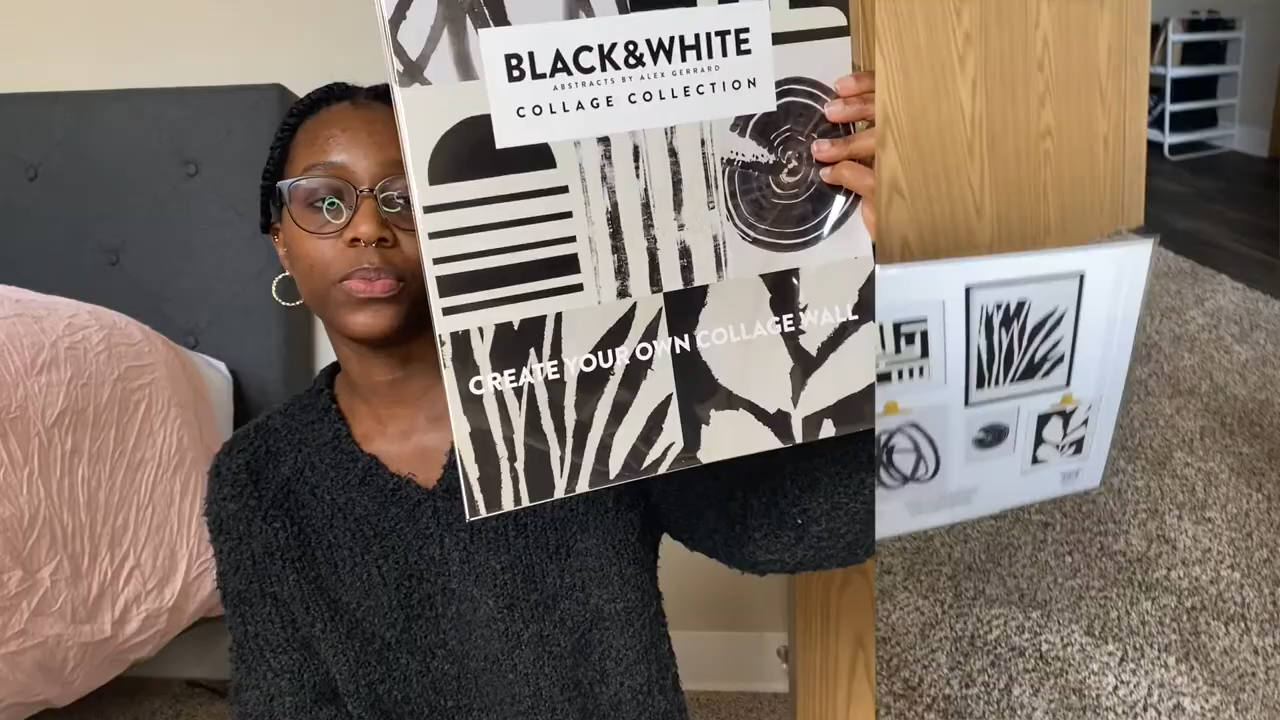 BLACK&WHITE
ABSTRACTS BY ALEX GERRARD
COLLAGE COLLECTION
CREATE YOUR OWN COLLAGE WALL